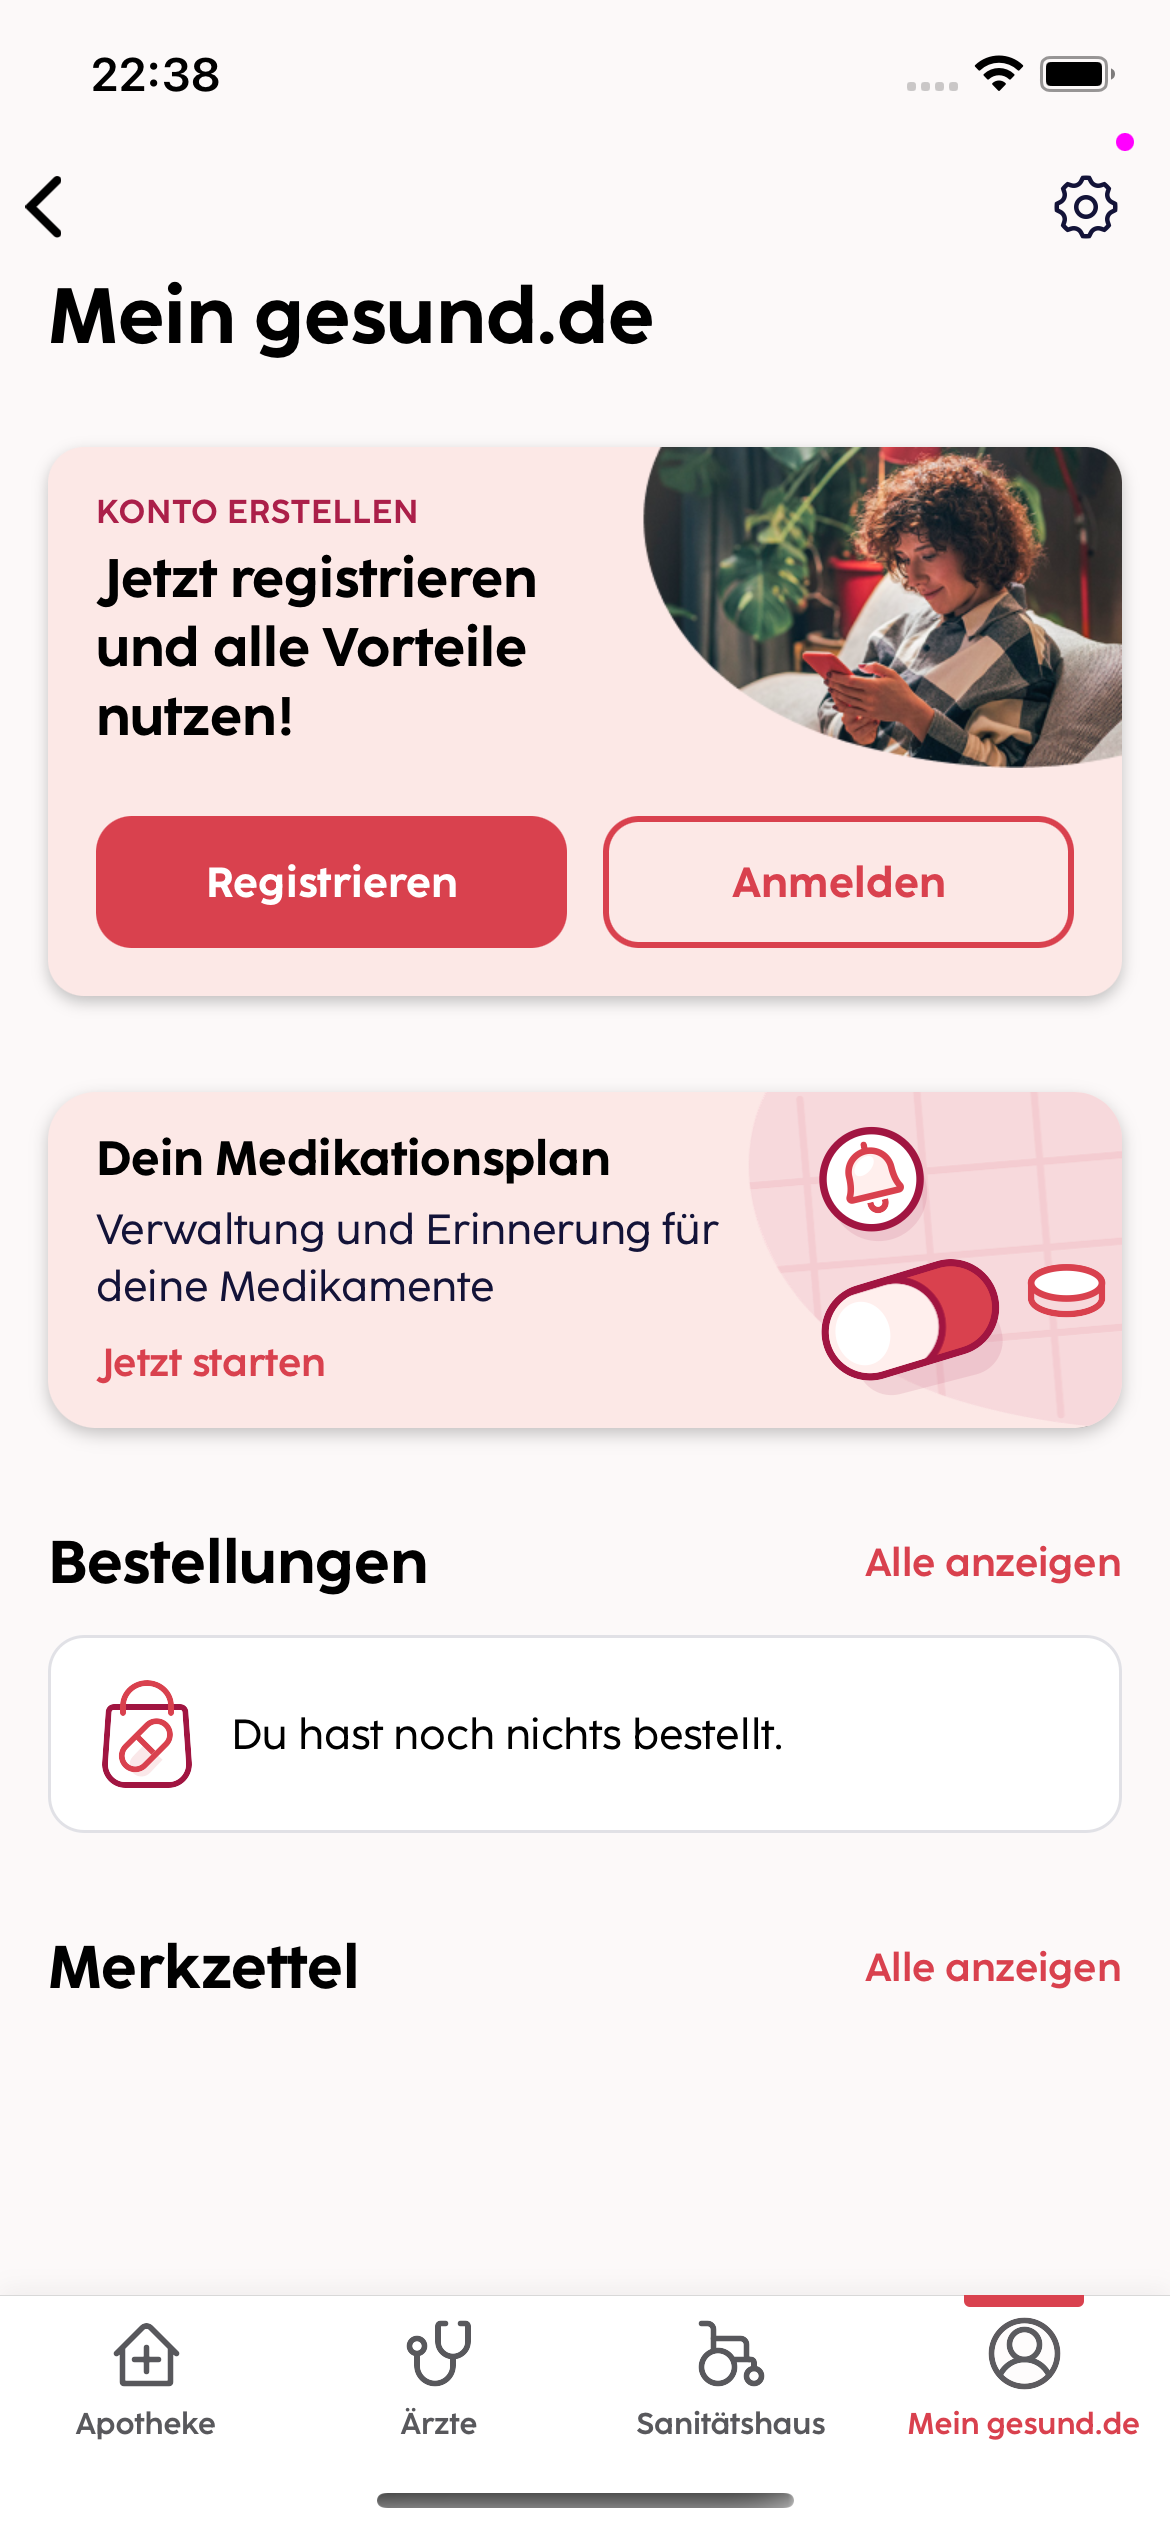 22:38
Mein gesund.de
KONTO ERSTELLEN
Jetzt registrieren
und alle Vorteile
nutzen!
Registrieren
Anmelden
Dein Medikationsplan
Verwaltung und Erinnerung für
deine Medikamente
Jetzt starten
Bestellungen
Alle anzeigen
Du hast noch nichts bestellt.
Merkzettel
Alle anzeigen
Apotheke
Ärzte
Sanitätshaus
Mein gesund.de